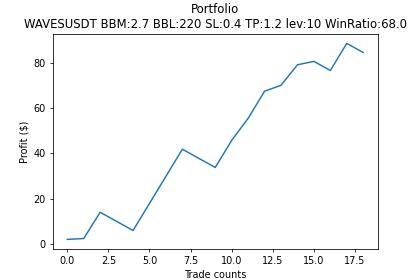 Portfolio
WAVESUSDT BBM:2.7 BBL:220 SL:0.4 TP:1.2 lev:10 WinRatio:68.0
80
60
40
20
0
Profit ($)
0.0 2.5 5.0 7.5 10.0 12.5 15.0 17.5
Trade counts